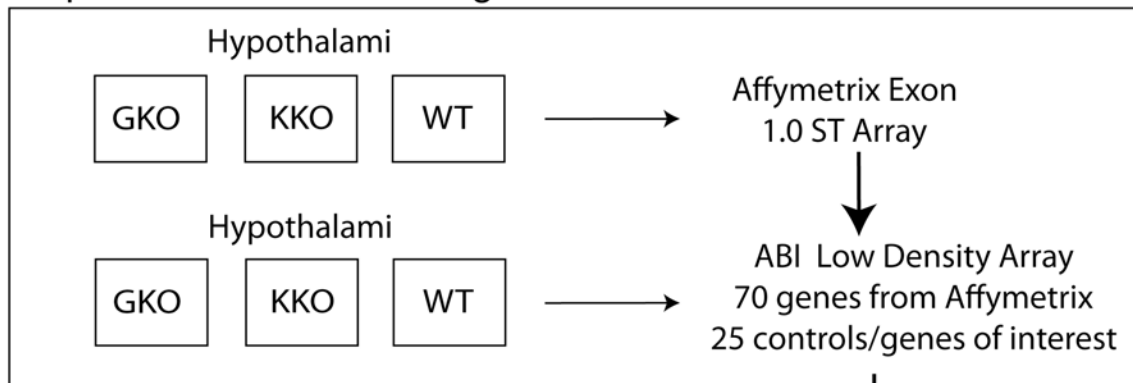 Hypothalami
GKO KKO WT
Affymetrix Exon
1.0 ST Array
Hypothalami
GKO KKO WT
ABI Low Density Array
70 genes from Affymetrix
25 controls/genes of interest